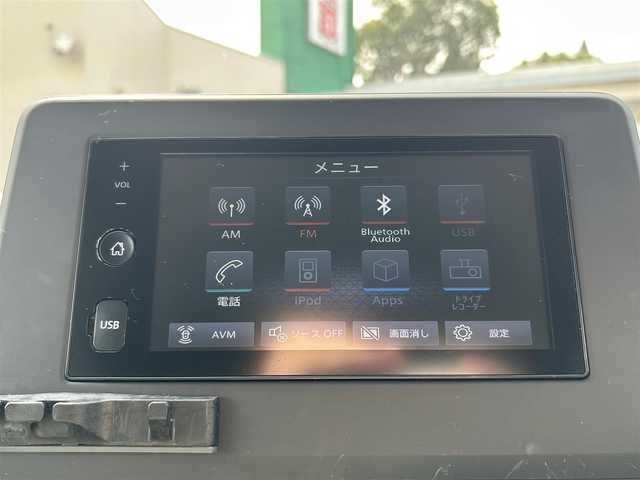 メニュー
+
VOL
−
AM
FM
Bluetooth
Audio
USB
電話
iPod
Apps
ドライブ
レコーダー
USB
AVM
ソース OFF
画面消し
設定